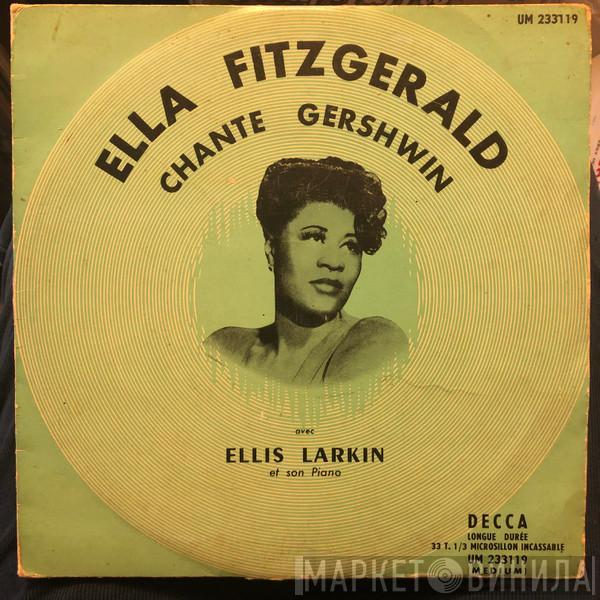 UM 233119
ELLA FITZGERALD
CHANTE GERSHWIN
avec
ELLIS LARKIN
et son Piano
DECCA
LONGUE DURÉE
33 T. 1/3 MICROSILLON INCASSABLE
UM 233119
(MEDIUM)
МАРКЕТ ВИНИЛА